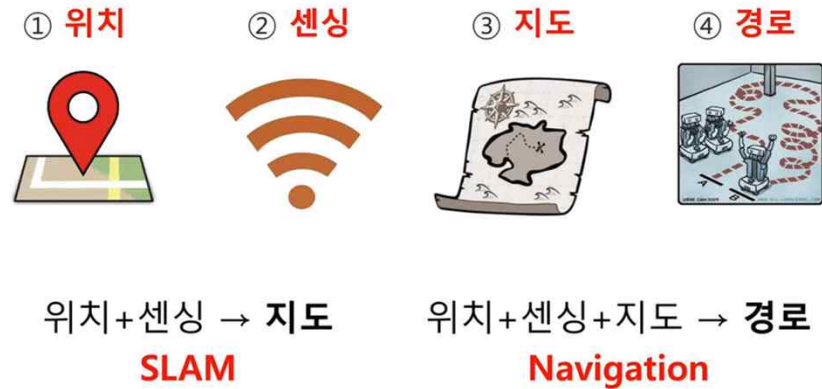 ① 위치
② 센싱
③ 지도
④ 경로
A
B
위치+센싱 → 지도
위치+센싱+지도 → 경로
SLAM
Navigation